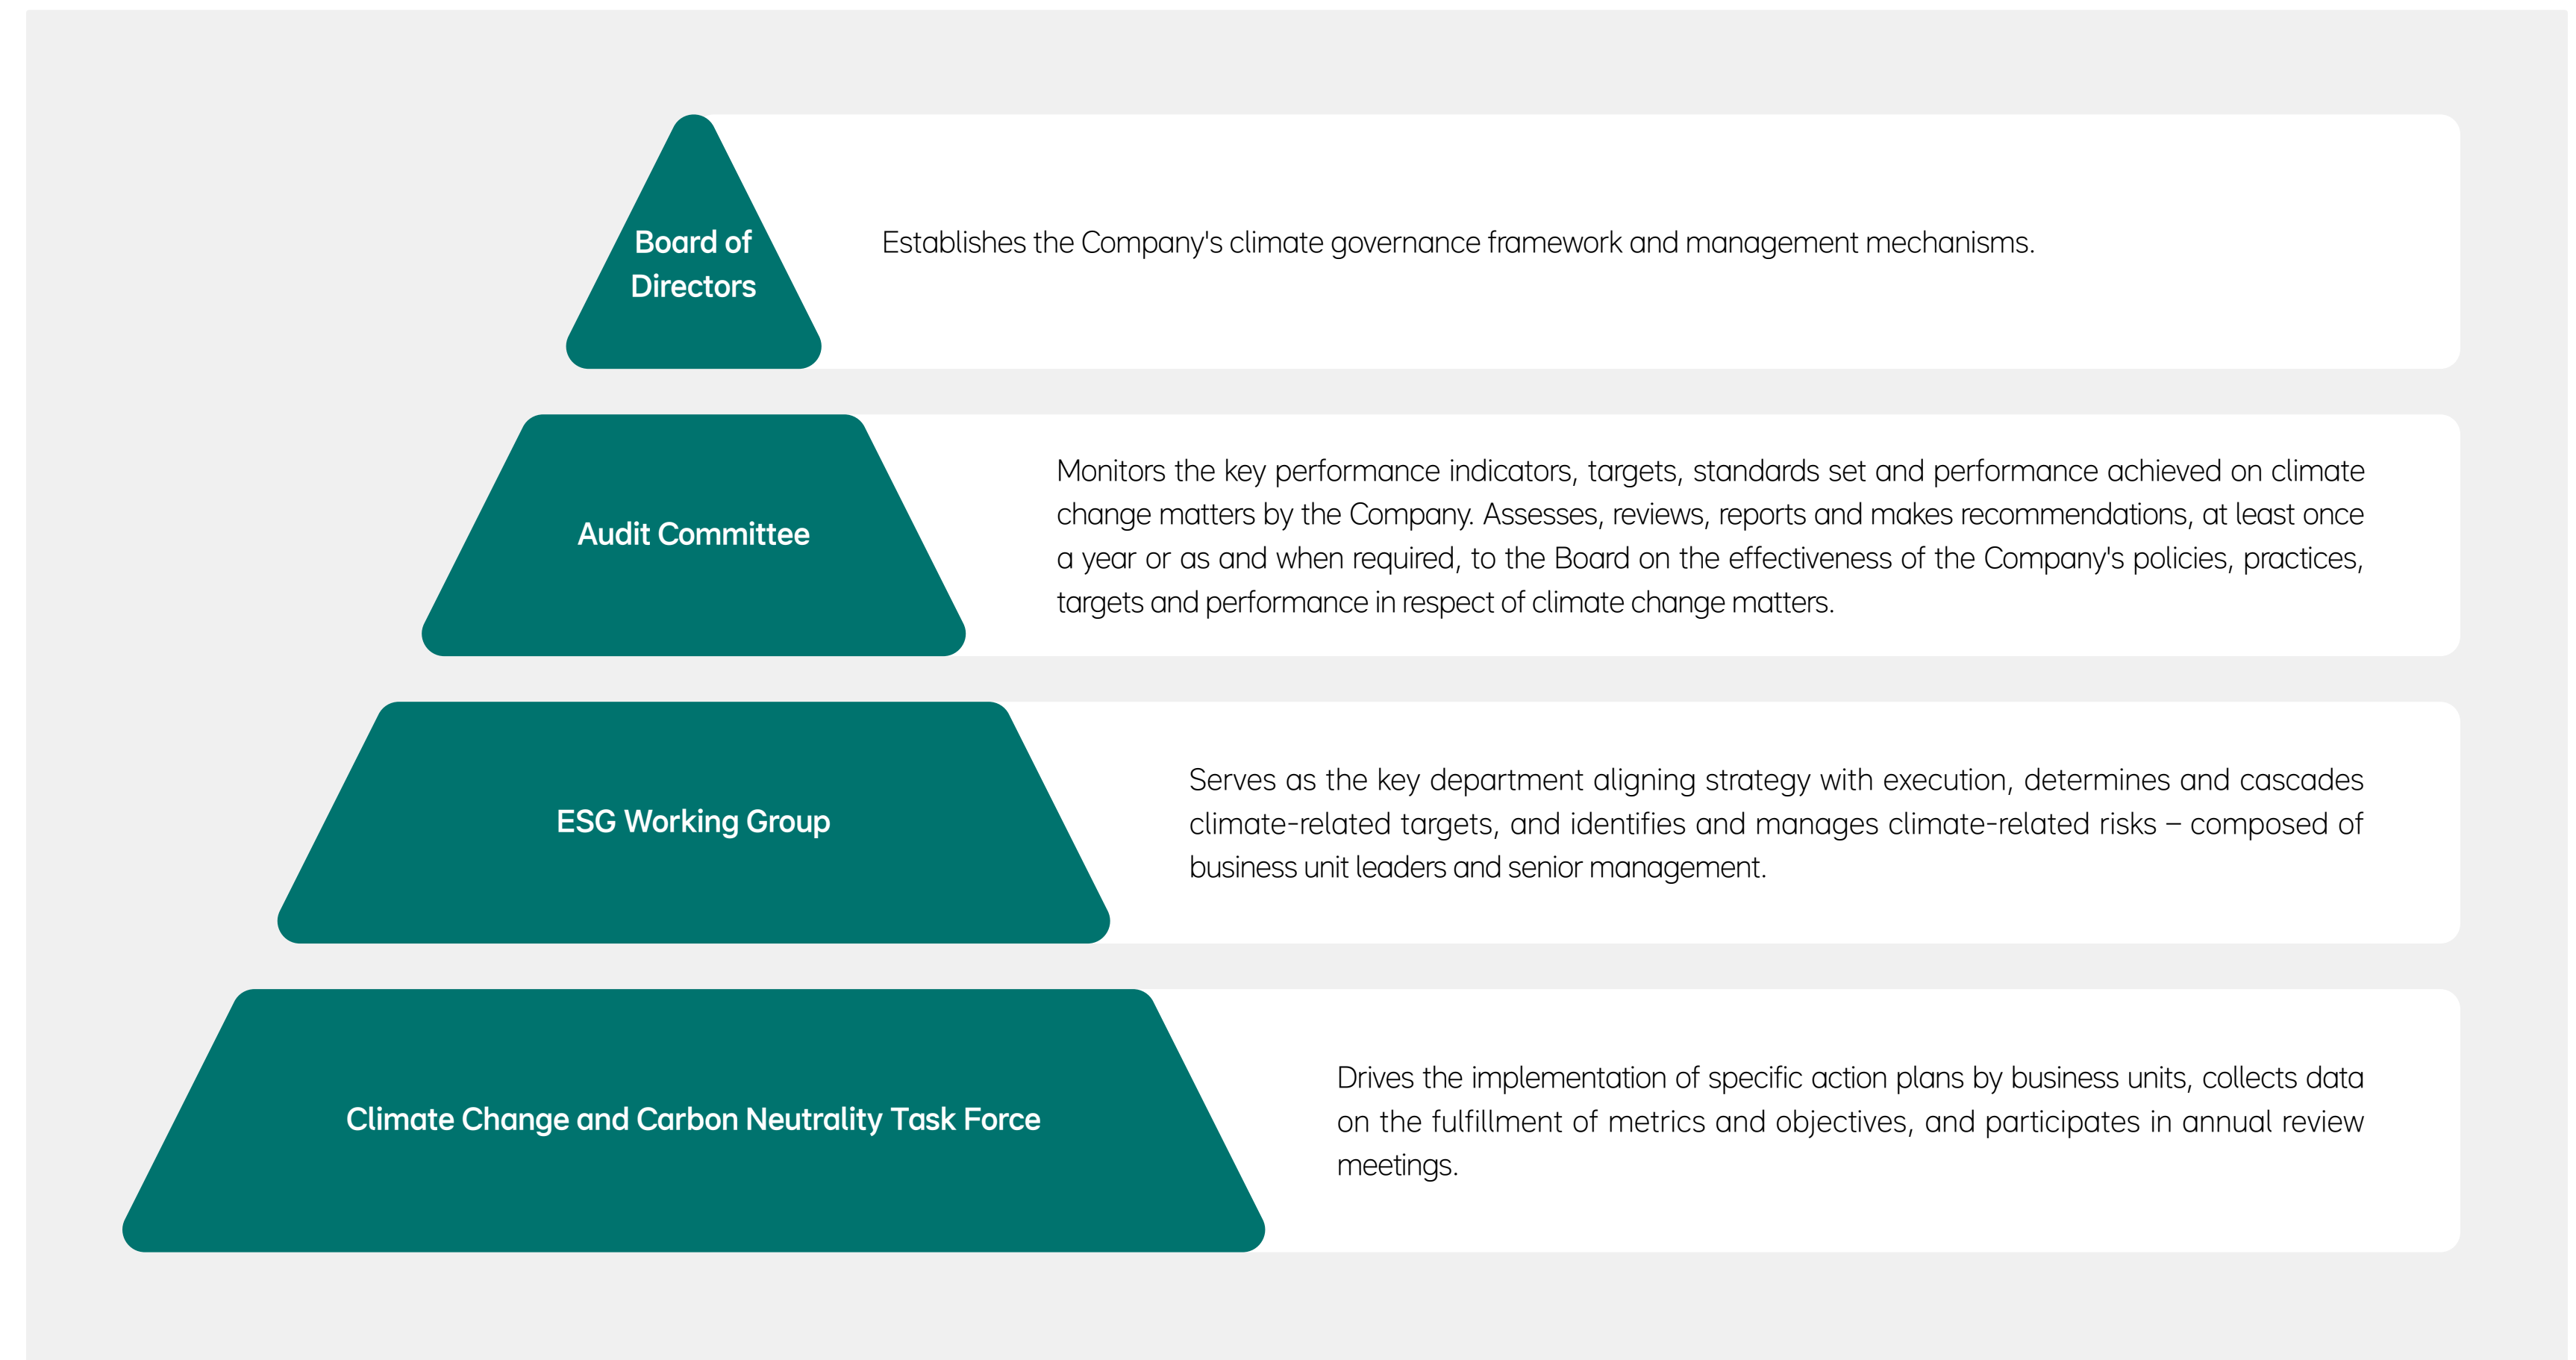 Board of
Directors
Establishes the Company's climate governance framework and management mechanisms.
Audit Committee
Monitors the key performance indicators, targets, standards set and performance achieved on climate
change matters by the Company. Assesses, reviews, reports and makes recommendations, at least once
a year or as and when required, to the Board on the effectiveness of the Company's policies, practices,
targets and performance in respect of climate change matters.
ESG Working Group
Serves as the key department aligning strategy with execution, determines and cascades
climate-related targets, and identifies and manages climate-related risks – composed of
business unit leaders and senior management.
Climate Change and Carbon Neutrality Task Force
Drives the implementation of specific action plans by business units, collects data
on the fulfillment of metrics and objectives, and participates in annual review
meetings.